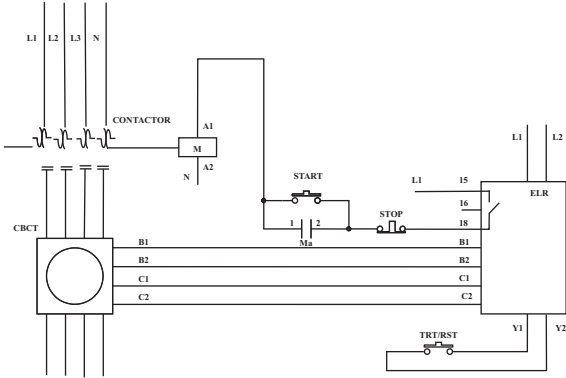 L1 L2 L3 N
CONTACTOR
A1
M
A2
N
L1 L2
START
L1 15
ELR
16
STOP
1 2
18
Ma
CBCT
B1 B1
B2 B2
C1 C1
C2 C2
Y1 Y2
TRT/RST